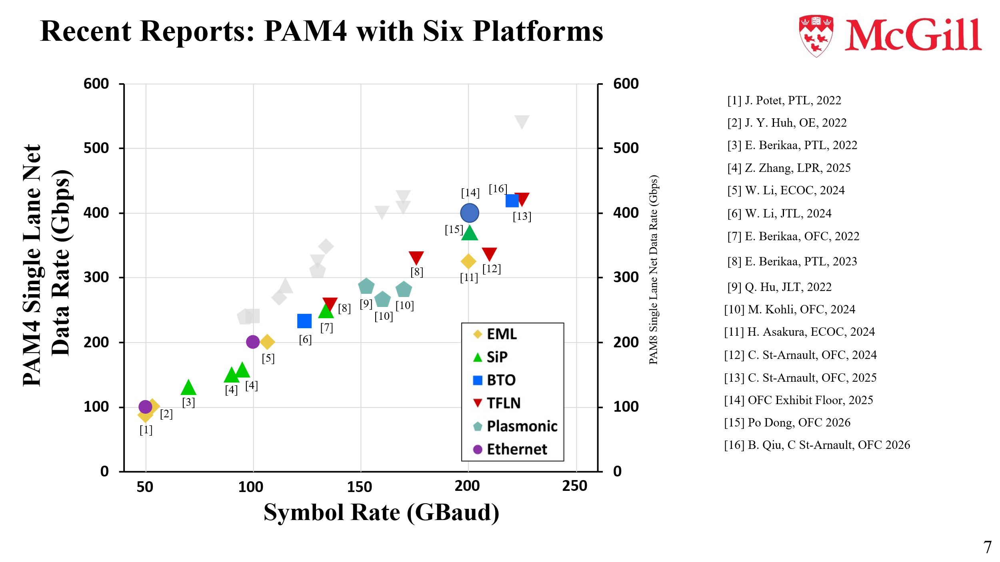 Recent Reports: PAM4 with Six Platforms
McGill
PAM4 Single Lane Net
Data Rate (Gbps)
600
500
400
300
200
100
0
600
500
400
300
200
100
0
PAM8 Single Lane Net Data Rate (Gbps)
[16]
[14]
[13]
[15]
[8]
[12]
[11]
[9]
[8]
[10]
[10]
[7]
[6]
[5]
[4]
[4]
[3]
[2]
[1]
EML
SiP
BTO
TFLN
Plasmonic
Ethernet
50
100
150
200
250
Symbol Rate (GBaud)
[1] J. Potet, PTL, 2022
[2] J. Y. Huh, OE, 2022
[3] E. Berikaa, PTL, 2022
[4] Z. Zhang, LPR, 2025
[5] W. Li, ECOC, 2024
[6] W. Li, JTL, 2024
[7] E. Berikaa, OFC, 2022
[8] E. Berikaa, PTL, 2023
[9] Q. Hu, JLT, 2022
[10] M. Kohli, OFC, 2024
[11] H. Asakura, ECOC, 2024
[12] C. St-Arnault, OFC, 2024
[13] C. St-Arnault, OFC, 2025
[14] OFC Exhibit Floor, 2025
[15] Po Dong, OFC 2026
[16] B. Qiu, C St-Arnault, OFC 2026
7